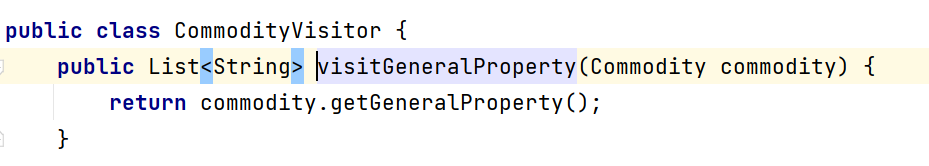 public class CommodityVisitor {
public List<String> visitGeneralProperty(Commodity commodity) {
return commodity.getGeneralProperty();
}